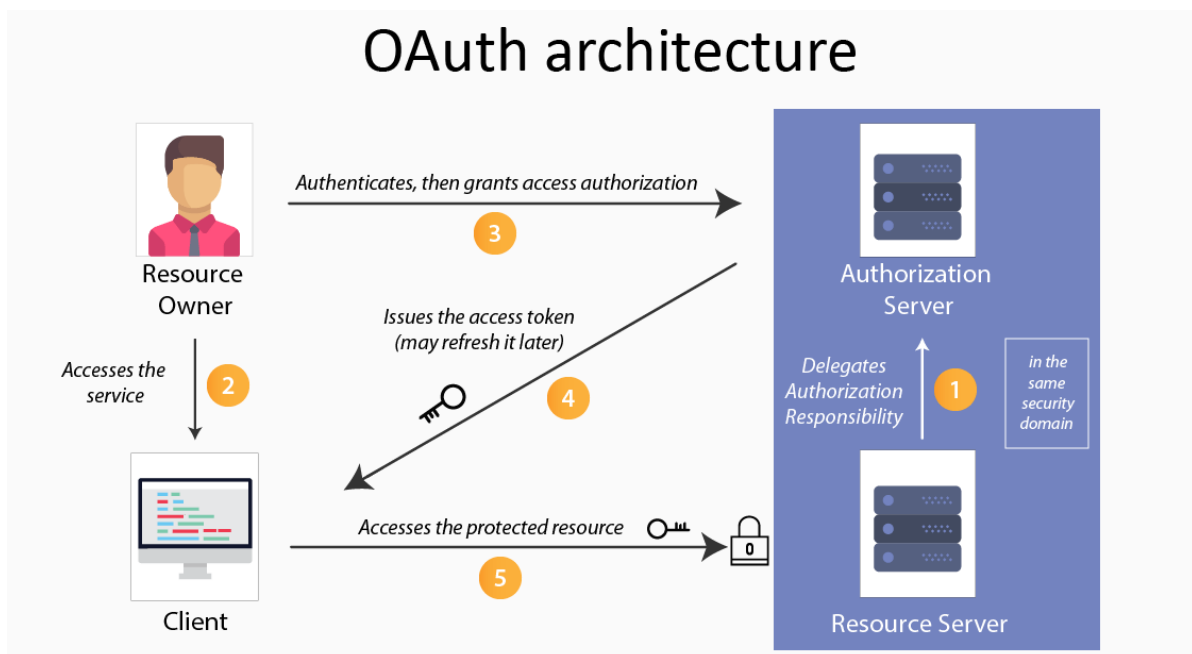 OAuth architecture
Resource
Owner
Authenticates, then grants access authorization
3
Authorization
Server
Accesses the
service
2
Issues the access token
(may refresh it later)
4
Delegates
Authorization
Responsibility
1
in the
same
security
domain
Client
Accesses the protected resource
5
Resource Server